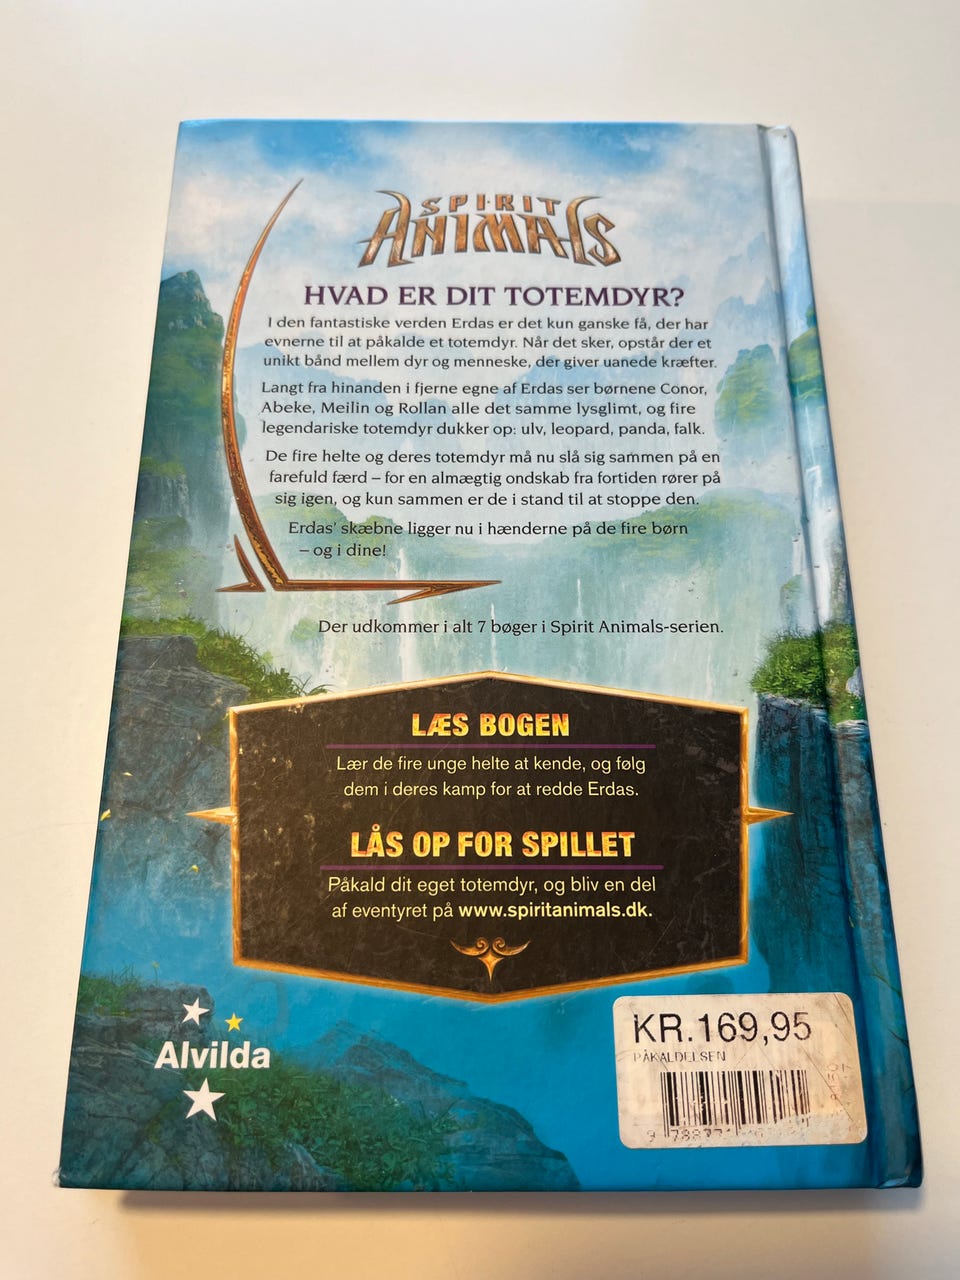 SPIRIT
ANIMALS
HVAD ER DIT TOTEMDYR?
I den fantastiske verden Erdas er det kun ganske få, der har
evnerne til at påkalde et totemdyr. Når det sker, opstår der et
unikt bånd mellem dyr og menneske, der giver uanede kræfter.
Langt fra hinanden i fjerne egne af Erdas ser børnene Conor,
Abeke, Meilin og Rollan alle det samme lysglimt, og fire
legendariske totemdyr dukker op: ulv, leopard, panda, falk.
De fire helte og deres totemdyr må nu slå sig sammen på en
farefuld færd – for en almægtig ondskab fra fortiden rører på
sig igen, og kun sammen er de i stand til at stoppe den.
Erdas' skæbne ligger nu i hænderne på de fire børn
– og i dine!
Der udkommer i alt 7 bøger i Spirit Animals-serien.
LÆS BOGEN
Lær de fire unge helte at kende, og følg
dem i deres kamp for at redde Erdas.
LÅS OP FOR SPILLET
Påkald dit eget totemdyr, og bliv en del
af eventyret på www.spiritanimals.dk.
Alvilda
KR.169,95
PÅKALDELSEN